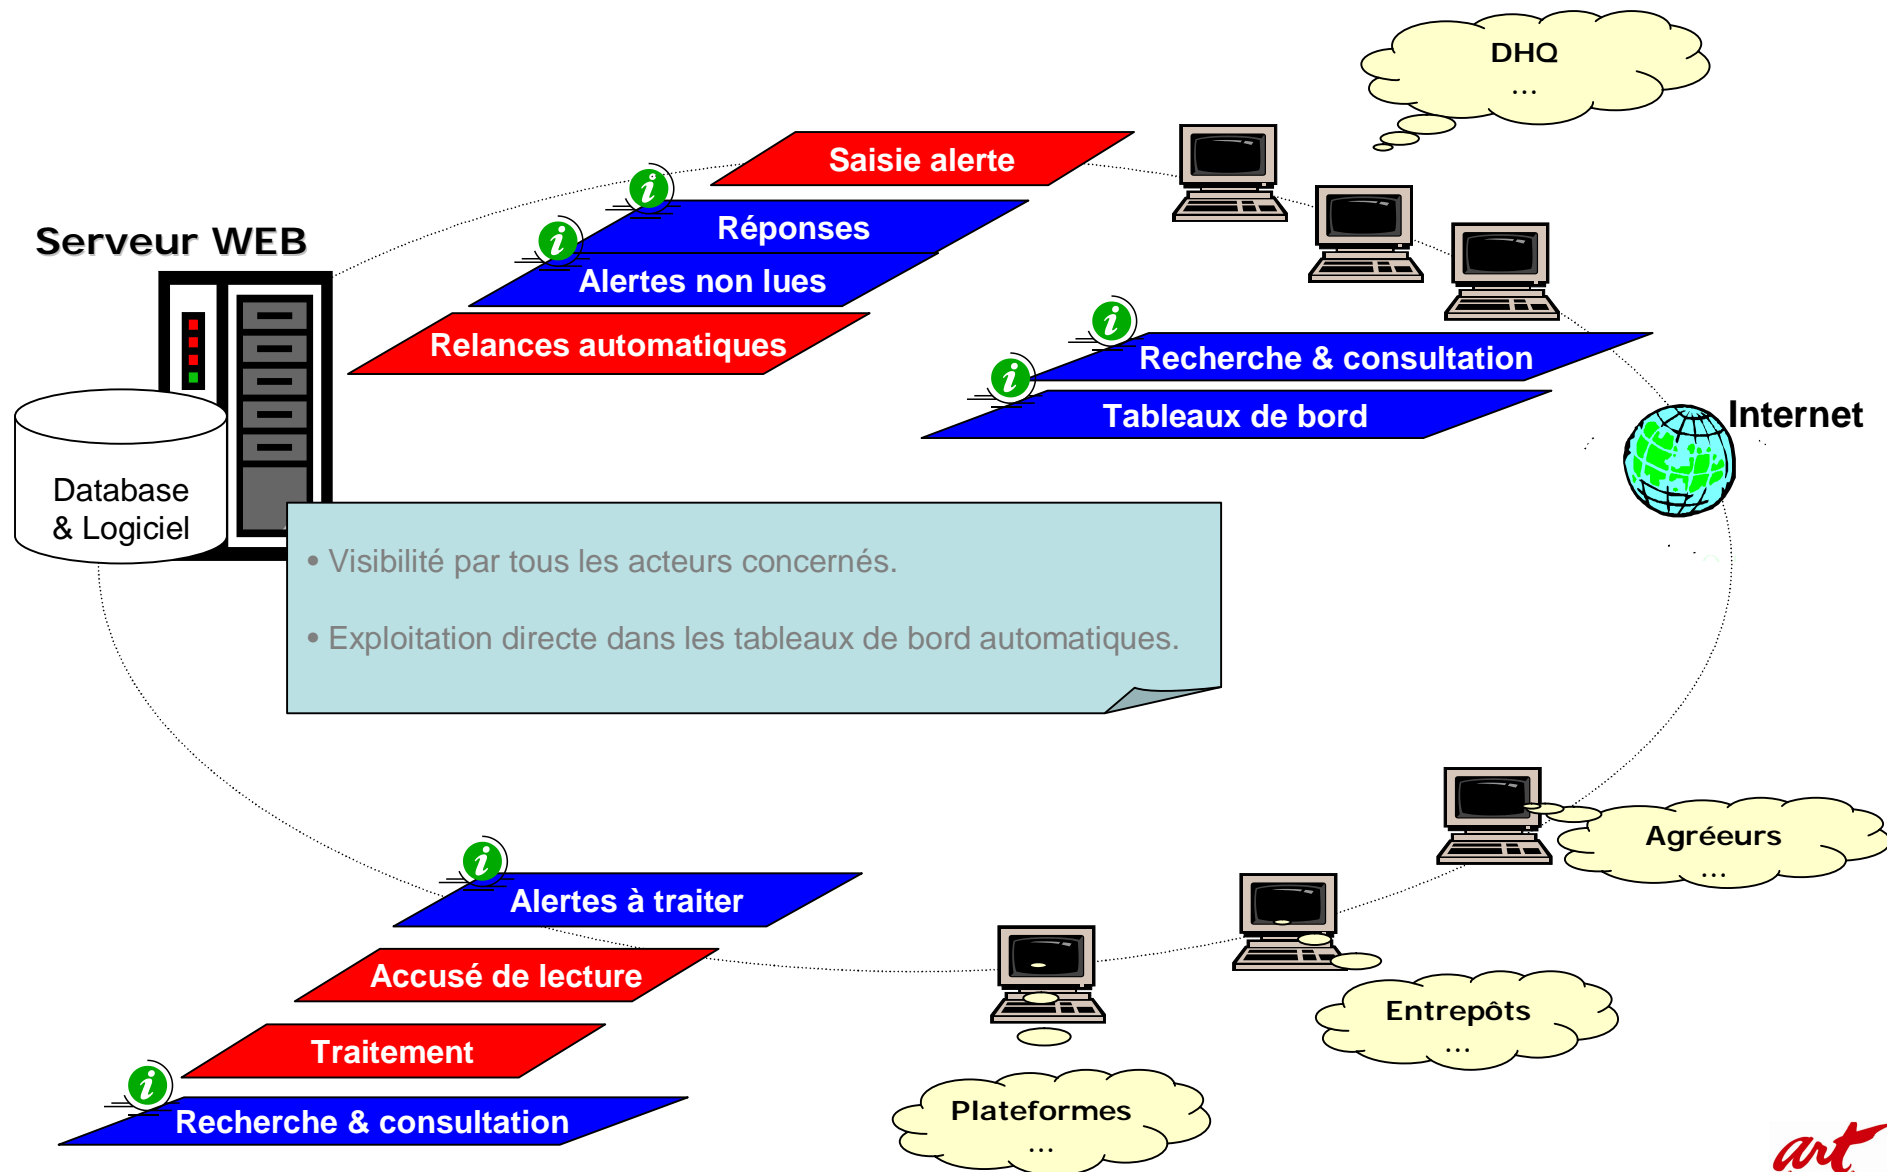 DHQ
...
Saisie alerte
Réponses
Serveur WEB
Alertes non lues
Relances automatiques
Recherche & consultation
Tableaux de bord
Internet
Database
& Logiciel
• Visibilité par tous les acteurs concernés.
• Exploitation directe dans les tableaux de bord automatiques.
Agréeurs
...
Alertes à traiter
Accusé de lecture
Entrepôts
...
Traitement
Plateformes
...
Recherche & consultation
art